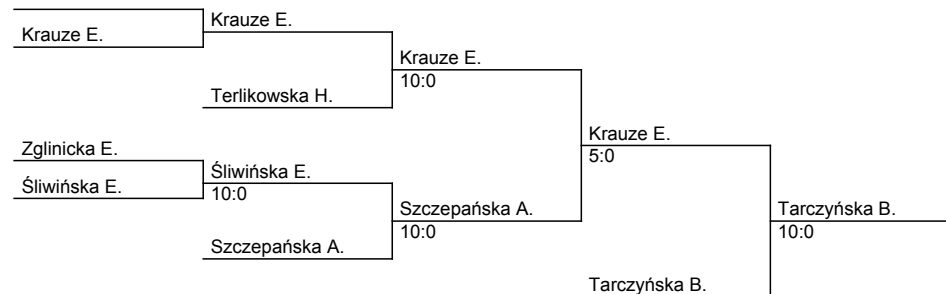 Krauze E.
Krauze E.
Terlikowska H.
Krauze E.
10:0
Zglinicka E.
Śliwińska E.
Śliwińska E.
10:0
Szczepańska A.
Szczepańska A.
10:0
Krauze E.
5:0
Tarczyńska B.
Tarczyńska B.
10:0